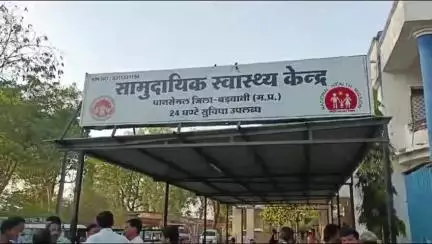 सामुदायिक स्वास्थ्य केन्द्र
पानसेमल जिला-बड़वानी (म.प्र.)
24 घण्टे सुविधा उपलब्ध